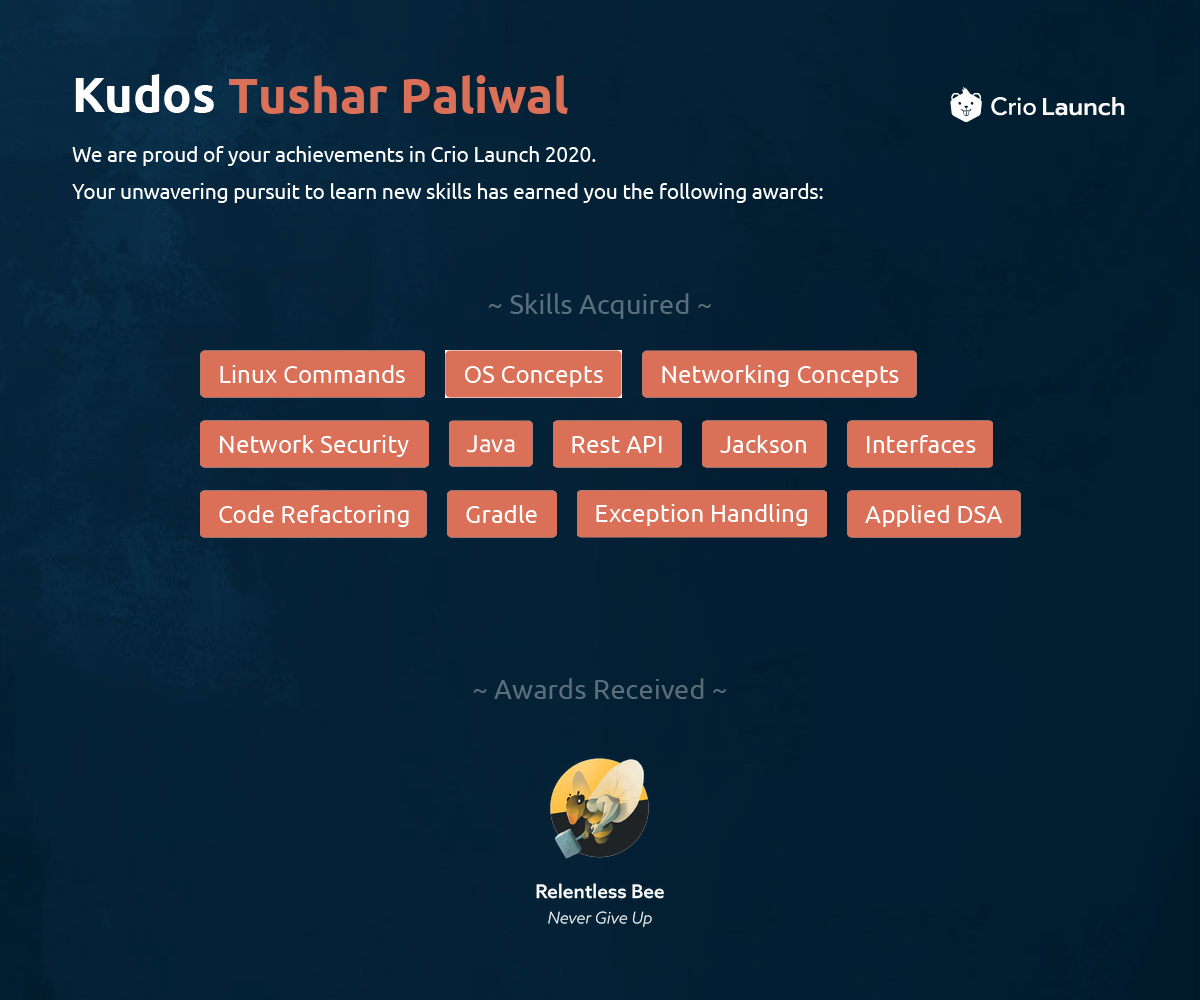 Kudos Tushar Paliwal
Crio Launch
We are proud of your achievements in Crio Launch 2020.
Your unwavering pursuit to learn new skills has earned you the following awards:
~ Skills Acquired ~
Linux Commands OS Concepts Networking Concepts
Network Security Java Rest API Jackson Interfaces
Code Refactoring Gradle Exception Handling Applied DSA
~ Awards Received ~
Relentless Bee
Never Give Up